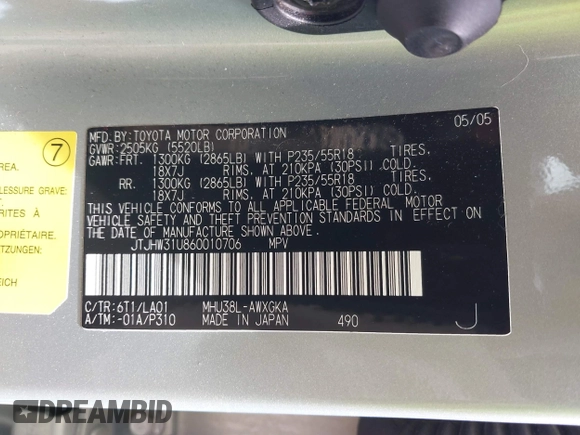 MFD.BY:TOYOTA MOTOR CORPORATION 05/05
GVWR:2505KG (5520LB)
GAWR:FRT. 1300KG (2865LB) WITH P235/55R18 TIRES,
18X7J RIMS, AT 210KPA (30PSI) COLD.
RR. 1300KG (2865LB) WITH P235/55R18 TIRES,
18X7J RIMS, AT 210KPA (30PSI) COLD.
THIS VEHICLE CONFORMS TO ALL APPLICABLE FEDERAL MOTOR
VEHICLE SAFETY AND THEFT PREVENTION STANDARDS IN EFFECT ON
THE DATE OF MANUFACTURE SHOWN ABOVE.
JTJHW31U860010706 MPV
C/TR:6T1/LA01 MHU38L-AWXGKA
A/TM:-01A/P310 MADE IN JAPAN 490 J
7
REA.
LESSURE GRAVE:
RITES À
OPRIÉTAIRE.
TO
EICH
DREAMBID